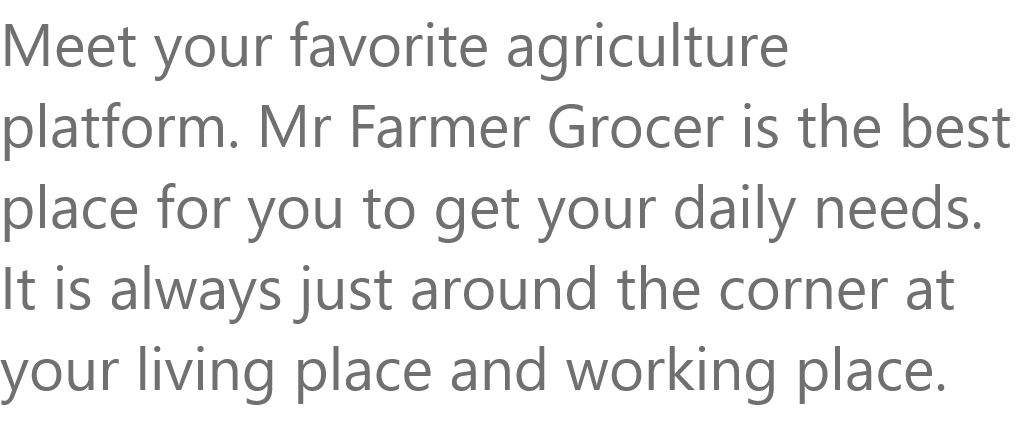 Meet your favorite agriculture
platform. Mr Farmer Grocer is the best
place for you to get your daily needs.
It is always just around the corner at
your living place and working place.